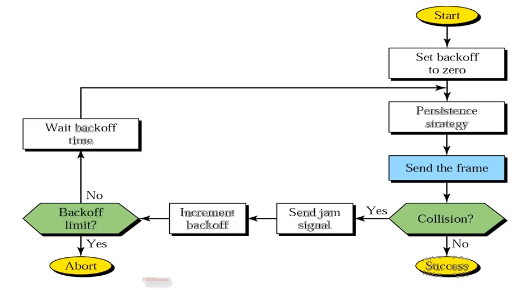 Start
Set backoff
to zero
Persistence
strategy
Wait backoff
time
Send the frame
No
Backoff
limit?
Increment
backoff
Send jam
signal
Yes
Collision?
Yes
No
Abort
Success